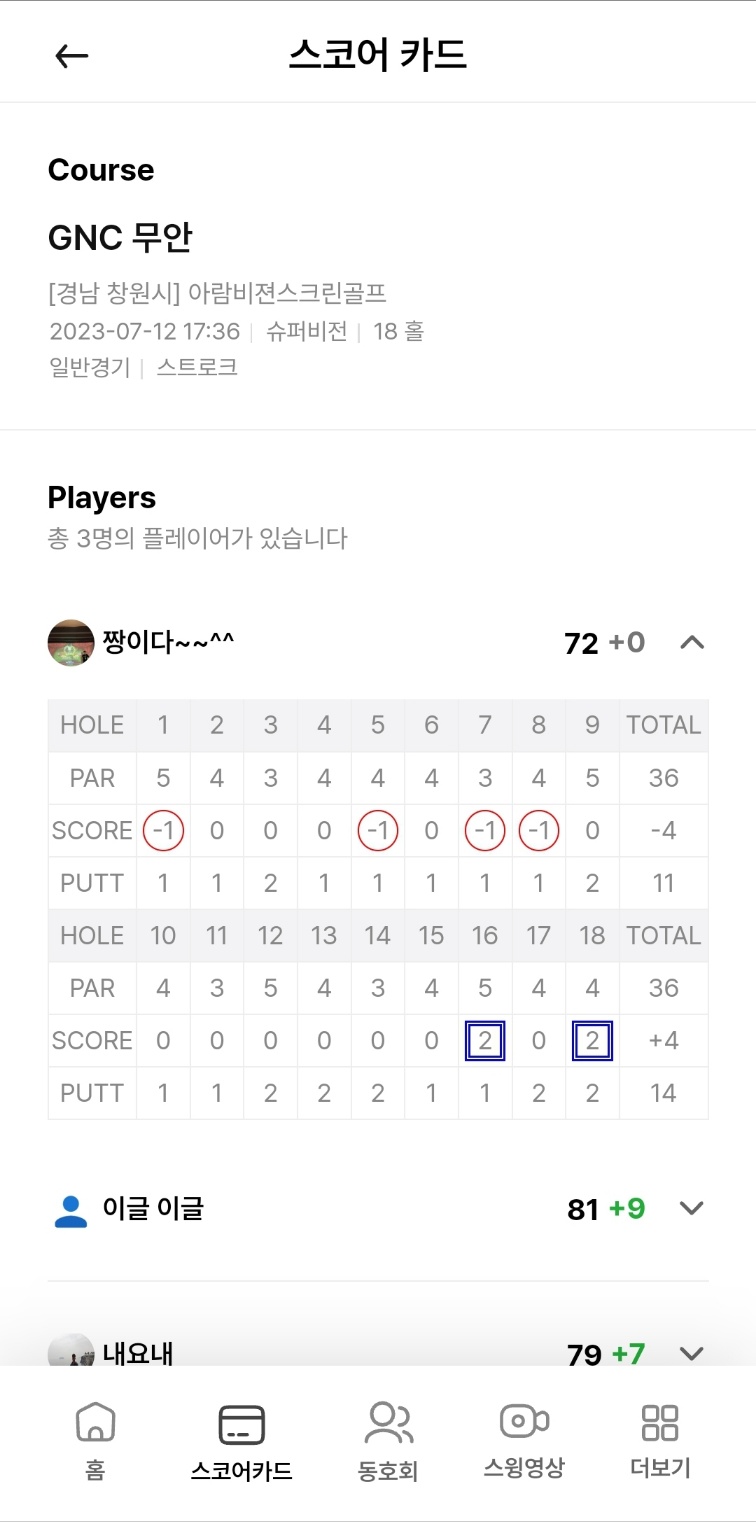 스코어 카드
Course
GNC 무안
[경남 창원시] 아람비젼스크린골프
2023-07-12 17:36 | 슈퍼비전 | 18 홀
일반경기 | 스트로크
Players
총 3명의 플레이어가 있습니다
짱이다~~^^ 72 +0
HOLE 1 2 3 4 5 6 7 8 9 TOTAL
PAR 5 4 3 4 4 4 3 4 5 36
SCORE -1 0 0 0 -1 0 -1 -1 0 -4
PUTT 1 1 2 1 1 1 1 1 2 11
HOLE 10 11 12 13 14 15 16 17 18 TOTAL
PAR 4 3 5 4 3 4 5 4 4 36
SCORE 0 0 0 0 0 0 2 0 2 +4
PUTT 1 1 2 2 2 1 1 2 2 14
이글 이글 81 +9
내요내 79 +7
홈 스코어카드 동호회 스윙영상 더보기